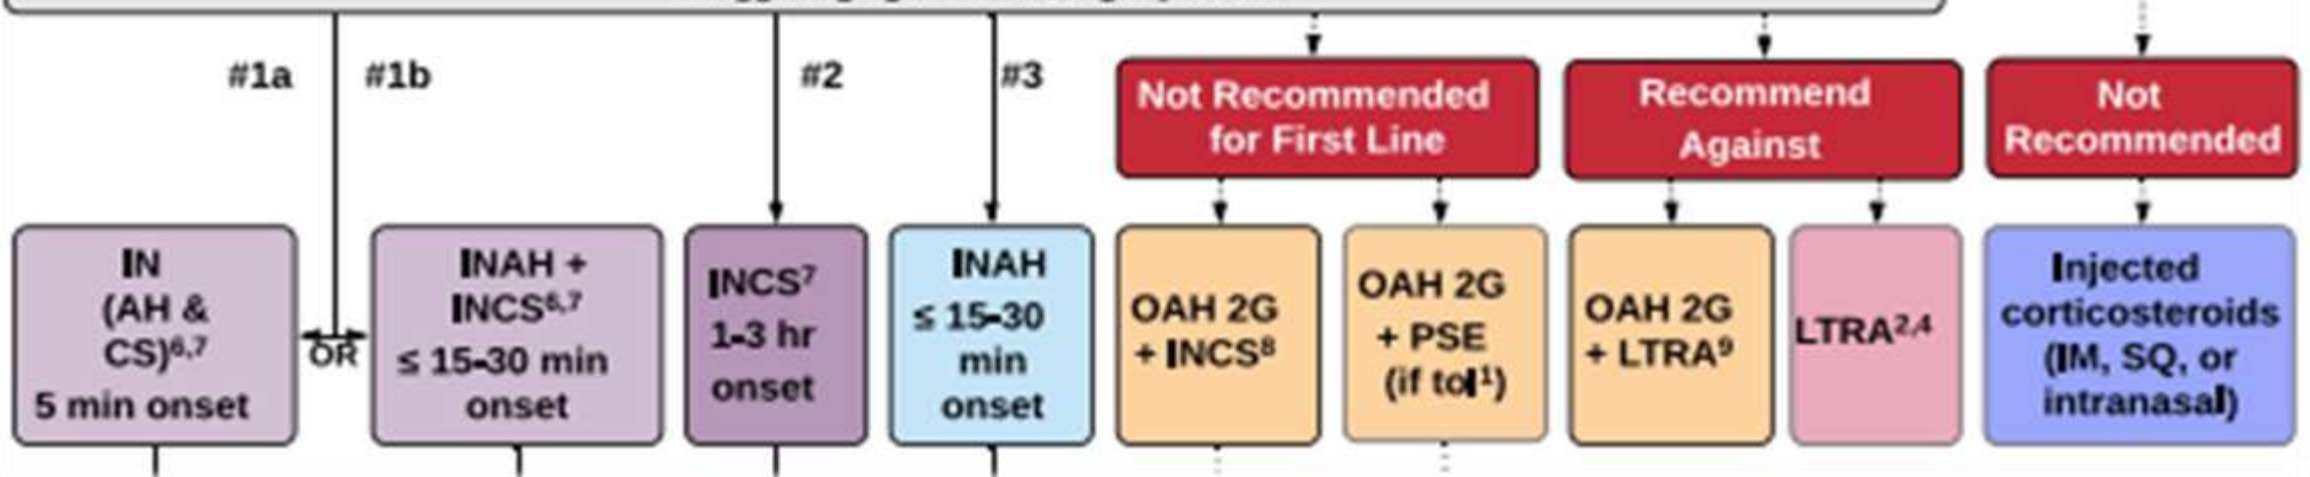 #1a
#1b
#2
#3
Not Recommended
for First Line
Recommend
Against
Not
Recommended
IN
(AH &
CS)⁶,⁷
5 min onset
OR
INAH +
INCS⁶,⁷
≤ 15-30 min
onset
INCS⁷
1-3 hr
onset
INAH
≤ 15-30
min
onset
OAH 2G
+ INCS⁸
OAH 2G
+ PSE
(if tol¹)
OAH 2G
+ LTRA⁹
LTRA²,⁴
Injected
corticosteroids
(IM, SQ, or
intranasal)